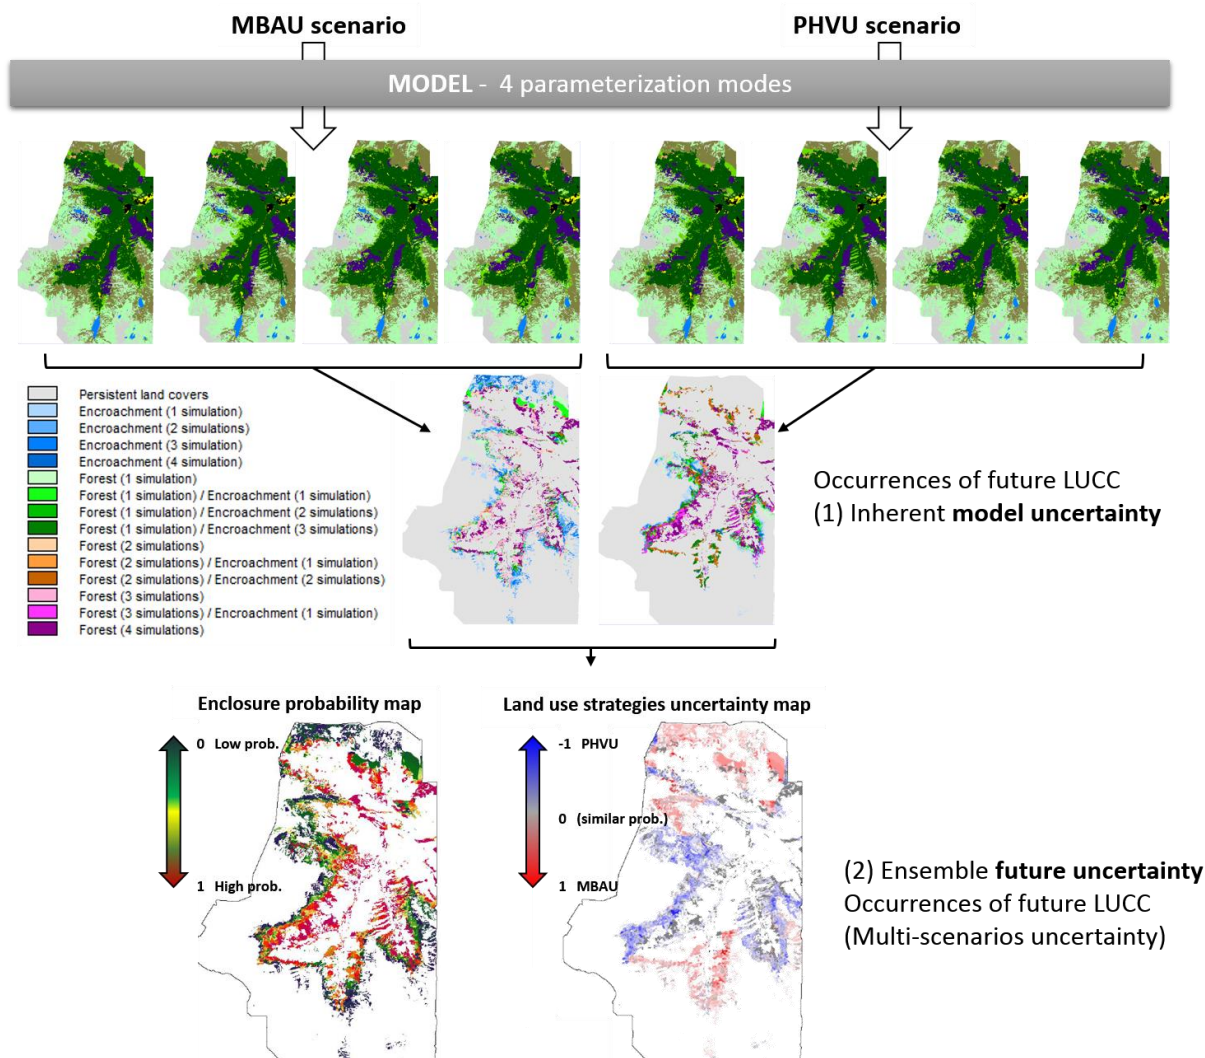 MBAU scenario
PHVU scenario
MODEL - 4 parameterization modes
Persistent land covers
Encroachment (1 simulation)
Encroachment (2 simulations)
Encroachment (3 simulation)
Encroachment (4 simulation)
Forest (1 simulation)
Forest (1 simulation) / Encroachment (1 simulation)
Forest (1 simulation) / Encroachment (2 simulations)
Forest (1 simulation) / Encroachment (3 simulations)
Forest (2 simulations)
Forest (2 simulations) / Encroachment (1 simulation)
Forest (2 simulations) / Encroachment (2 simulations)
Forest (3 simulations)
Forest (3 simulations) / Encroachment (1 simulation)
Forest (4 simulations)
Occurrences of future LUCC
(1) Inherent model uncertainty
Enclosure probability map
0 Low prob.
1 High prob.
Land use strategies uncertainty map
-1 PHVU
0 (similar prob.)
1 MBAU
(2) Ensemble future uncertainty
Occurrences of future LUCC
(Multi-scenarios uncertainty)